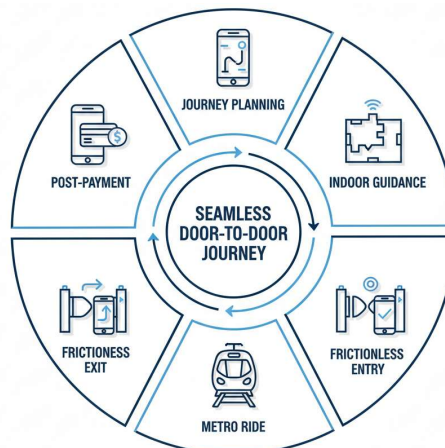 JOURNEY PLANNING
INDOOR GUIDANCE
FRICTIONLESS
ENTRY
METRO RIDE
FRICTIONESS
EXIT
POST-PAYMENT
$
SEAMLESS
DOOR-TO-DOOR
JOURNEY